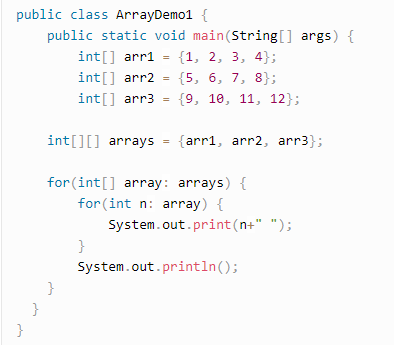 public class ArrayDemo1 {
    public static void main(String[] args) {
        int[] arr1 = {1, 2, 3, 4};
        int[] arr2 = {5, 6, 7, 8};
        int[] arr3 = {9, 10, 11, 12};

    int[][] arrays = {arr1, arr2, arr3};

    for(int[] array: arrays) {
        for(int n: array) {
            System.out.print(n+" ");
        }
        System.out.println();
    }
  }
}